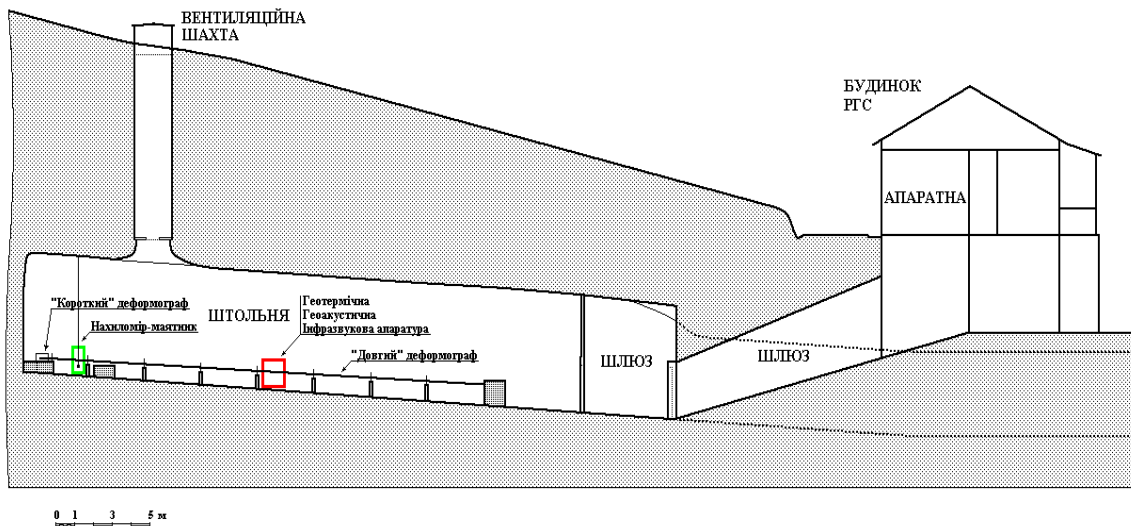 ВЕНТИЛЯЦІЙНА
ШАХТА
БУДИНОК
РГС
АПАРАТНА
"Короткий" деформограф
Нахиломір-маятник
ШТОЛЬНЯ
Геотермічна
Геоакустична
Інфразвукова апаратура
"Довгий" деформограф
ШЛЮЗ
ШЛЮЗ
0 1 3 5 м